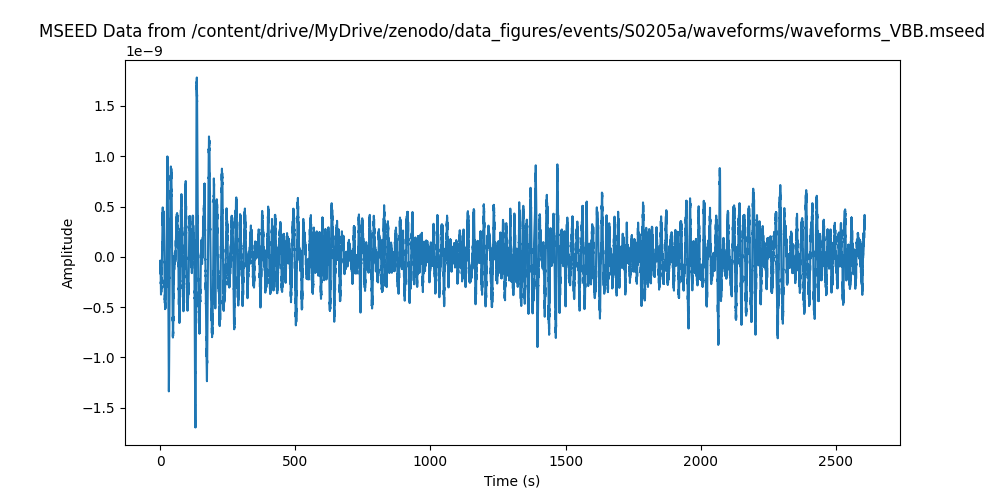 MSEED Data from /content/drive/MyDrive/zenodo/data_figures/events/S0205a/waveforms/waveforms_VBB.mseed
1e−9
1.5
1.0
0.5
0.0
−0.5
−1.0
−1.5
Amplitude
0 500 1000 1500 2000 2500
Time (s)